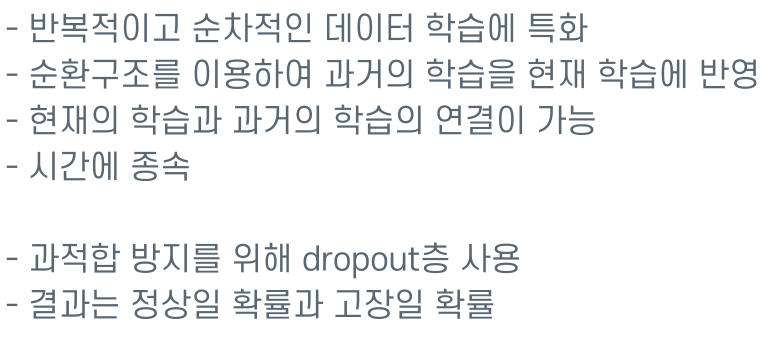 - 반복적이고 순차적인 데이터 학습에 특화
- 순환구조를 이용하여 과거의 학습을 현재 학습에 반영
- 현재의 학습과 과거의 학습의 연결이 가능
- 시간에 종속
- 과적합 방지를 위해 dropout층 사용
- 결과는 정상일 확률과 고장일 확률